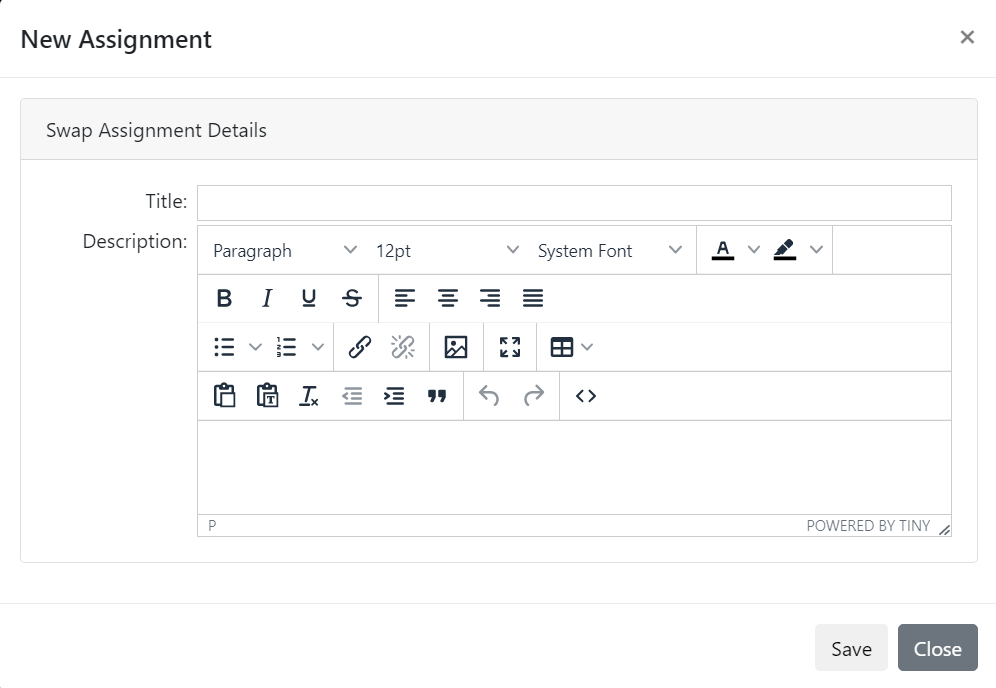 New Assignment
×
Swap Assignment Details
Title:
Description:
Paragraph 12pt System Font A
B I U S
P POWERED BY TINY
Save Close